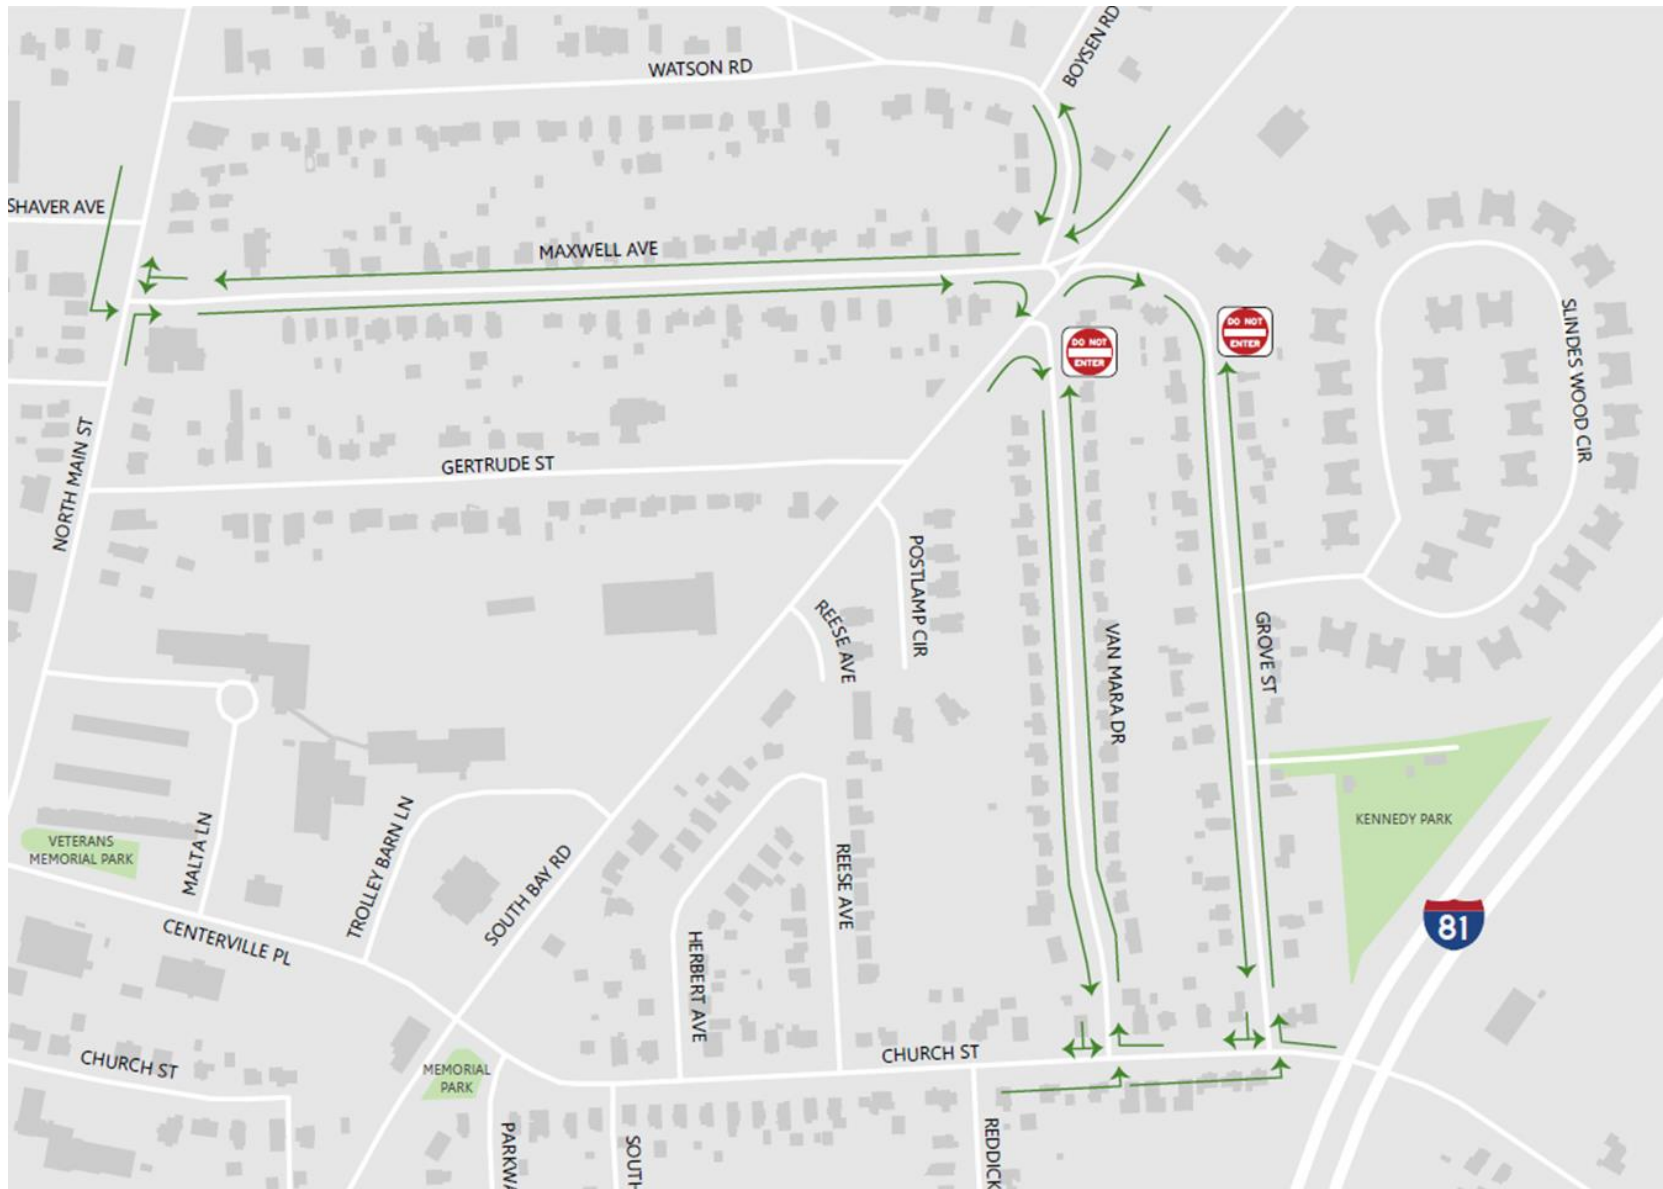 BOYSEN RD
WATSON RD
SHAVER AVE
MAXWELL AVE
DO NOT
ENTER
DO NOT
ENTER
SLINDES WOOD CIR
NORTH MAIN ST
GERTRUDE ST
POSTLAMP CIR
REESE AVE
VAN MARA DR
GROVE ST
VETERANS
MEMORIAL PARK
MALTA LN
TROLLEY BARN LN
SOUTH BAY RD
REESE AVE
KENNEDY PARK
81
CENTERVILLE PL
HERBERT AVE
CHURCH ST
CHURCH ST
MEMORIAL
PARK
PARKWA
SOUTH
REDDICK